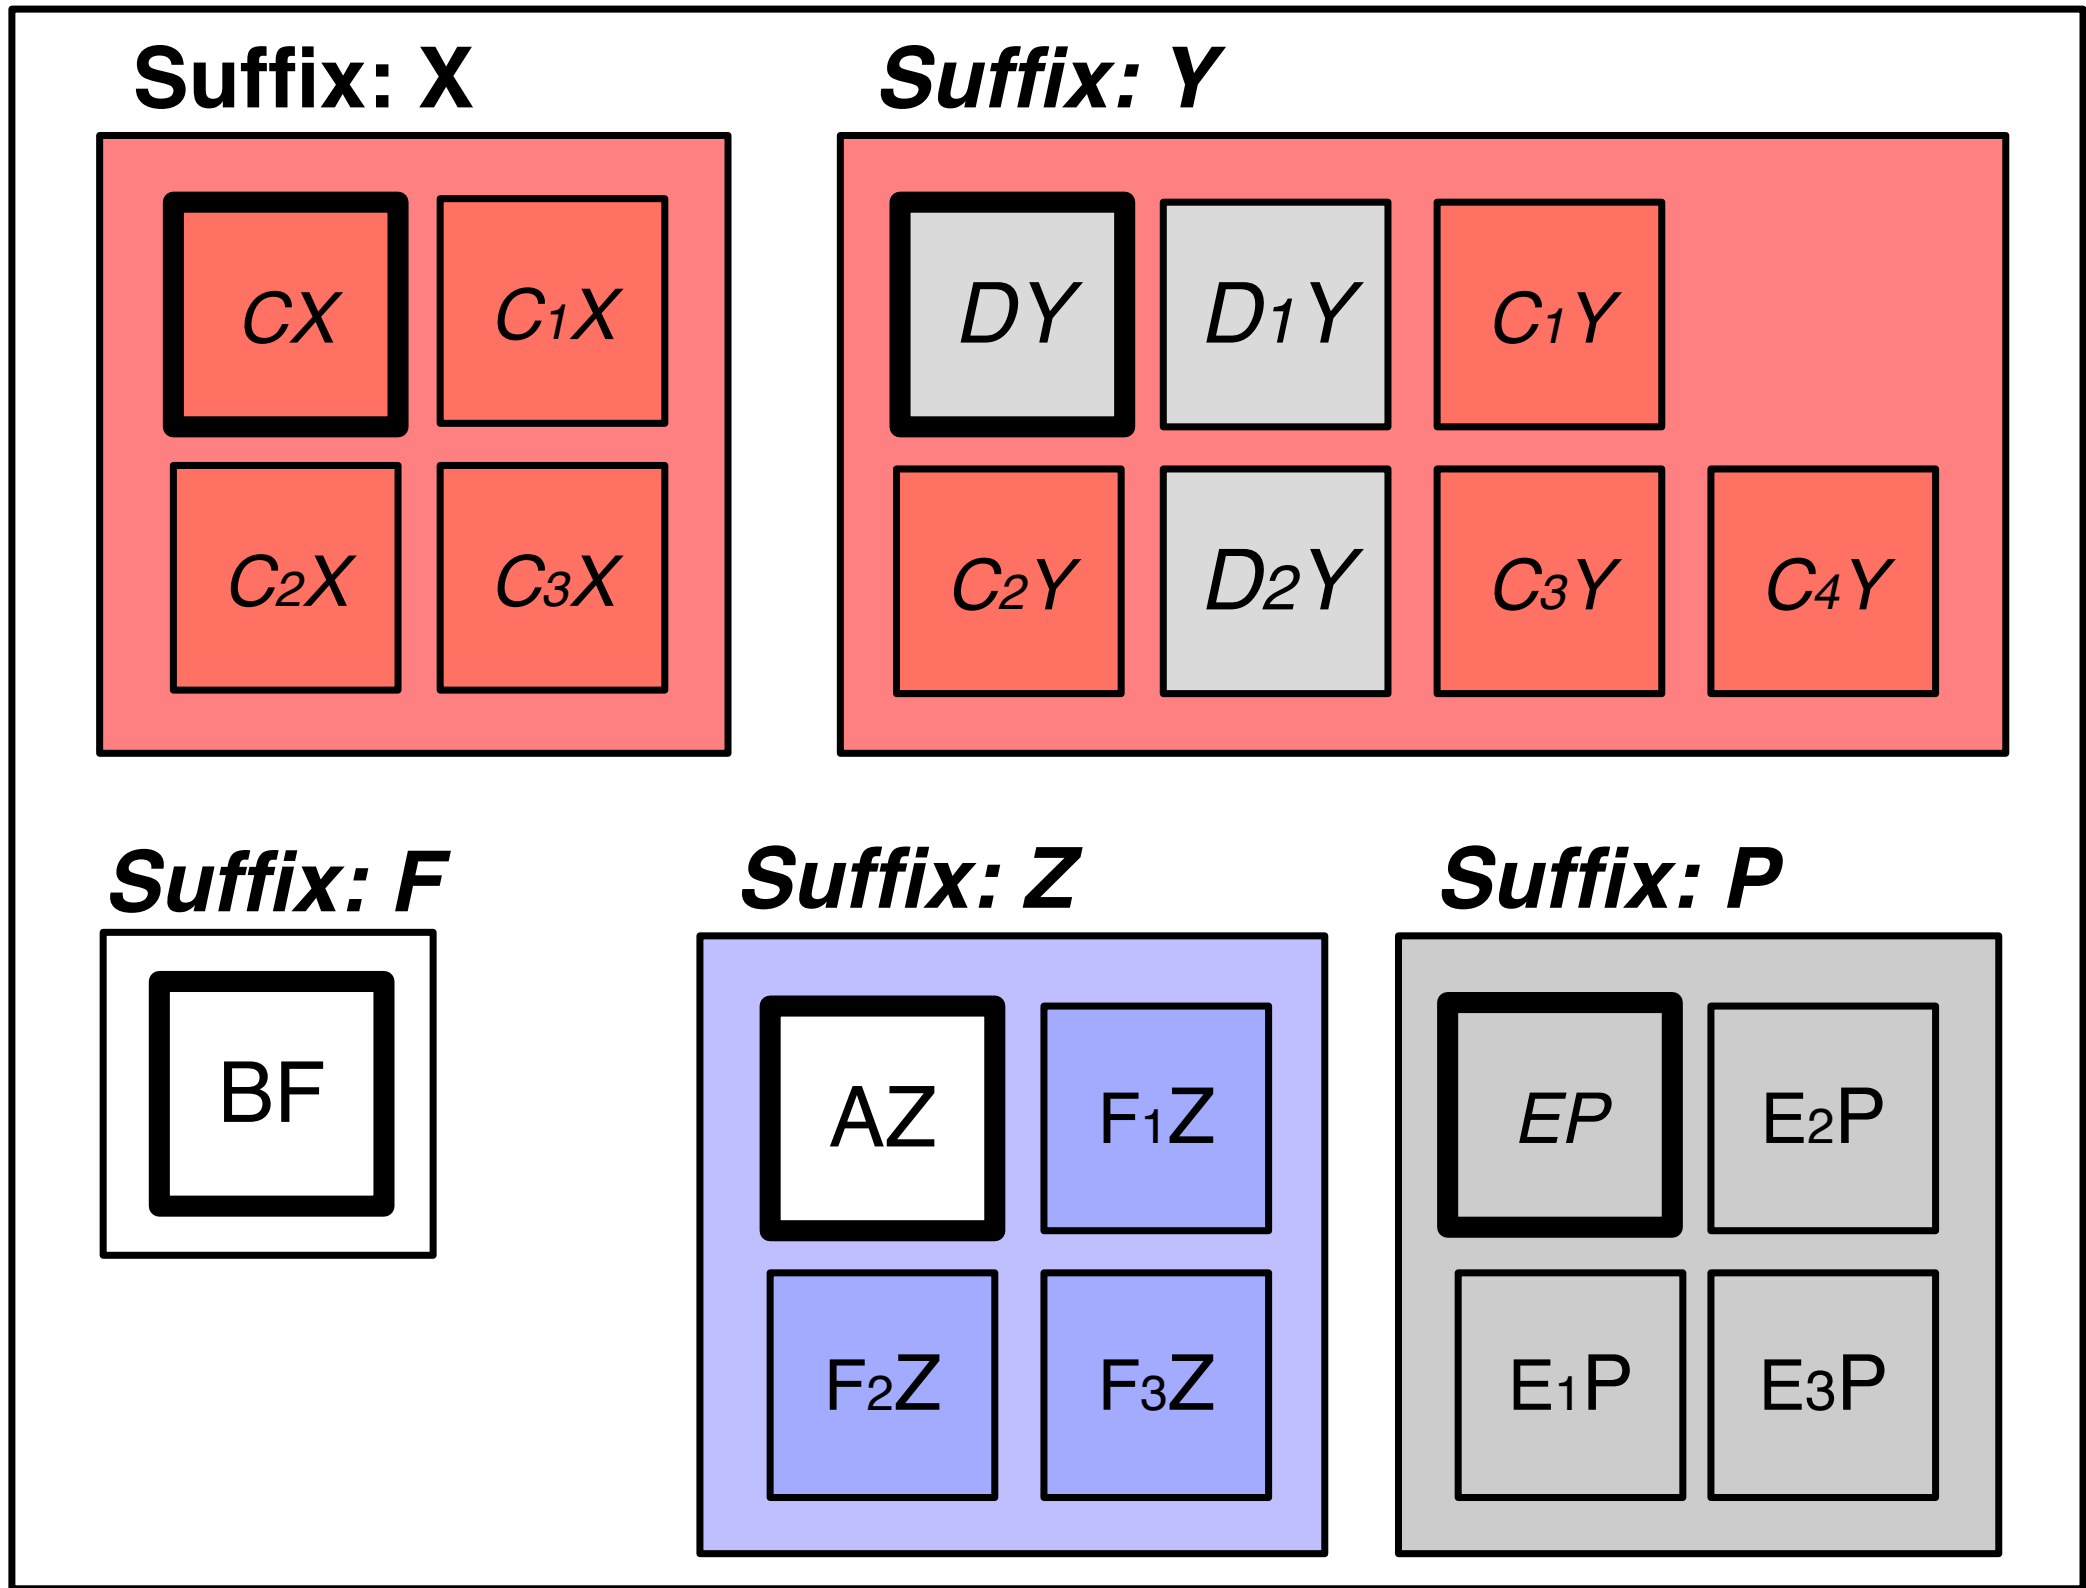 Suffix: X
Suffix: Y
CX
C1X
DY
D1Y
C1Y
C2X
C3X
C2Y
D2Y
C3Y
C4Y
Suffix: F
Suffix: Z
Suffix: P
BF
AZ
F1Z
EP
E2P
F2Z
F3Z
E1P
E3P